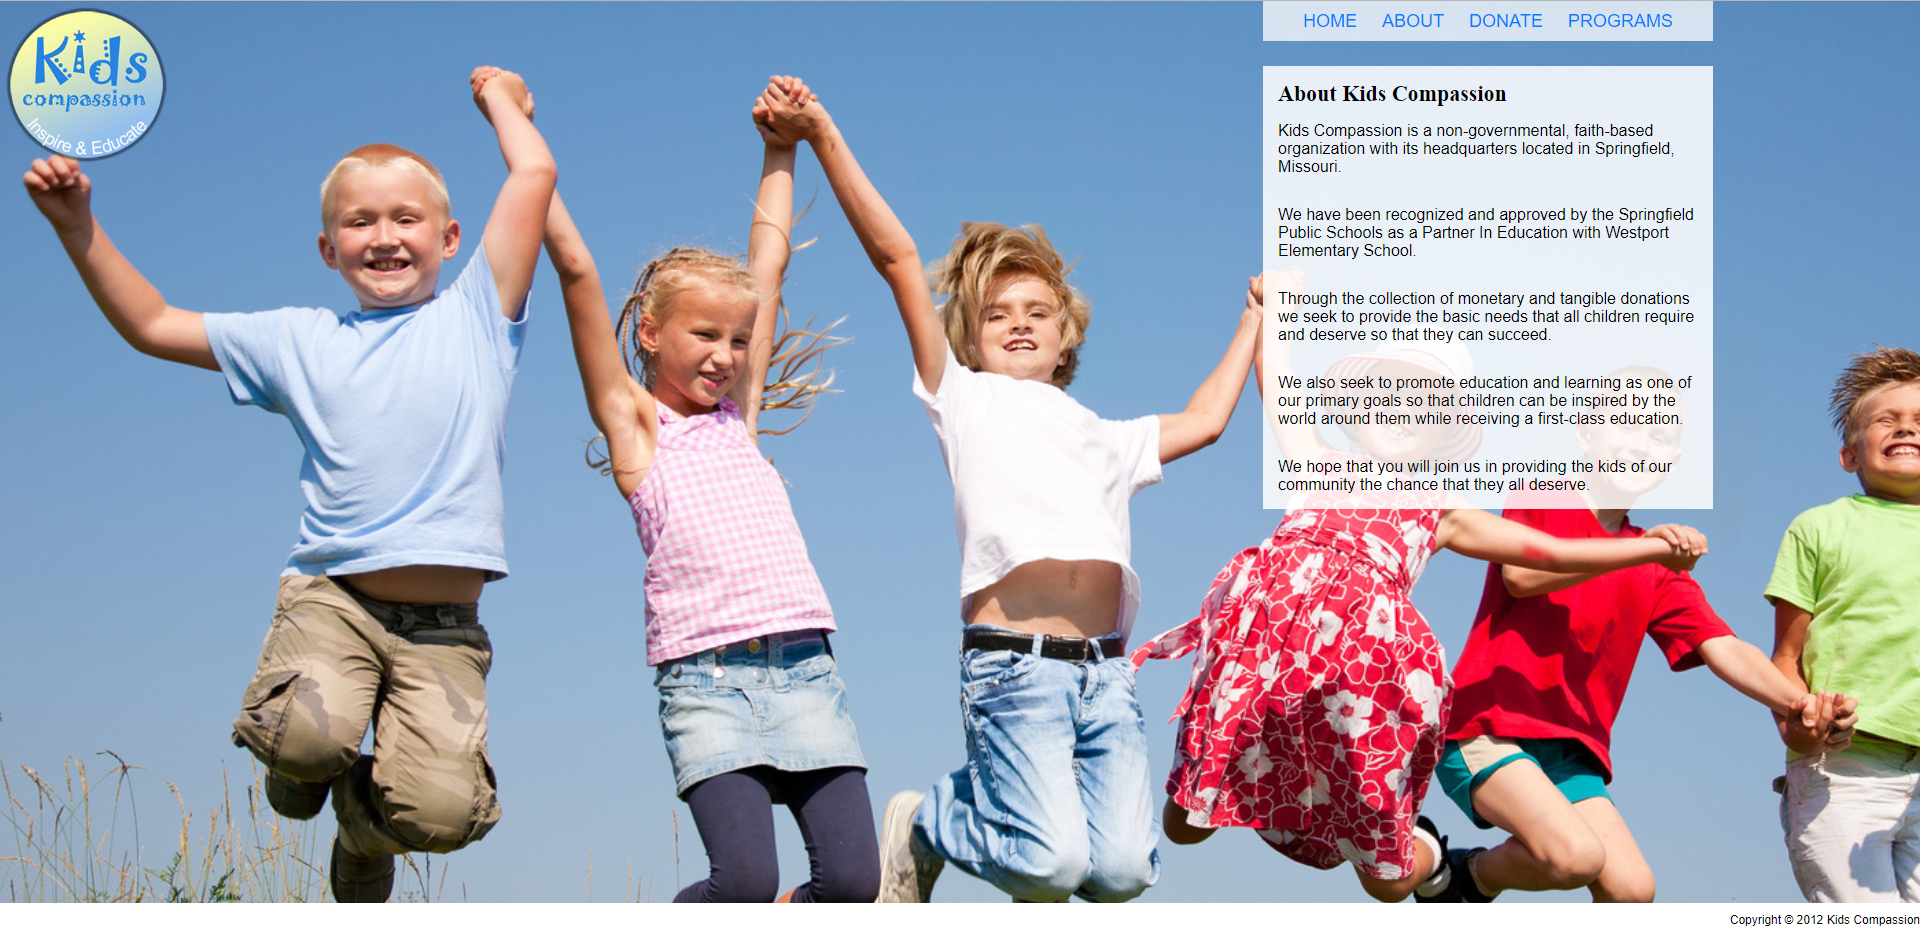 Kids
compassion
Inspire & Educate
HOME ABOUT DONATE PROGRAMS
About Kids Compassion
Kids Compassion is a non-governmental, faith-based
organization with its headquarters located in Springfield,
Missouri.
We have been recognized and approved by the Springfield
Public Schools as a Partner In Education with Westport
Elementary School.
Through the collection of monetary and tangible donations
we seek to provide the basic needs that all children require
and deserve so that they can succeed.
We also seek to promote education and learning as one of
our primary goals so that children can be inspired by the
world around them while receiving a first-class education.
We hope that you will join us in providing the kids of our
community the chance that they all deserve.
Copyright © 2012 Kids Compassion